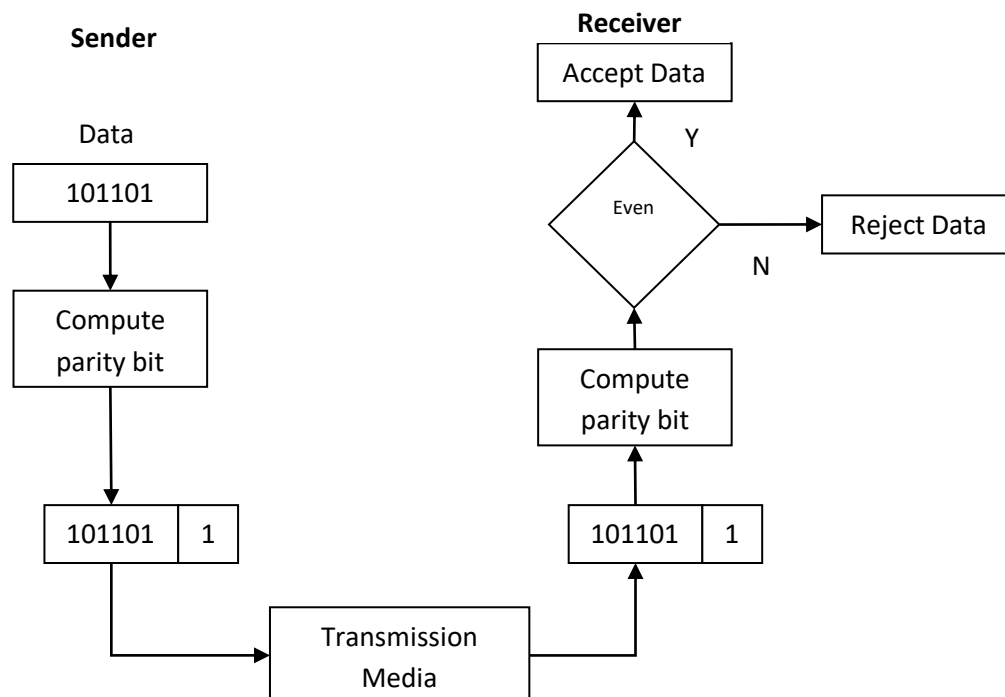 Sender
Data
101101
Compute
parity bit
101101 1
Transmission
Media
Receiver
Accept Data
Y
Even
Reject Data
N
Compute
parity bit
101101 1